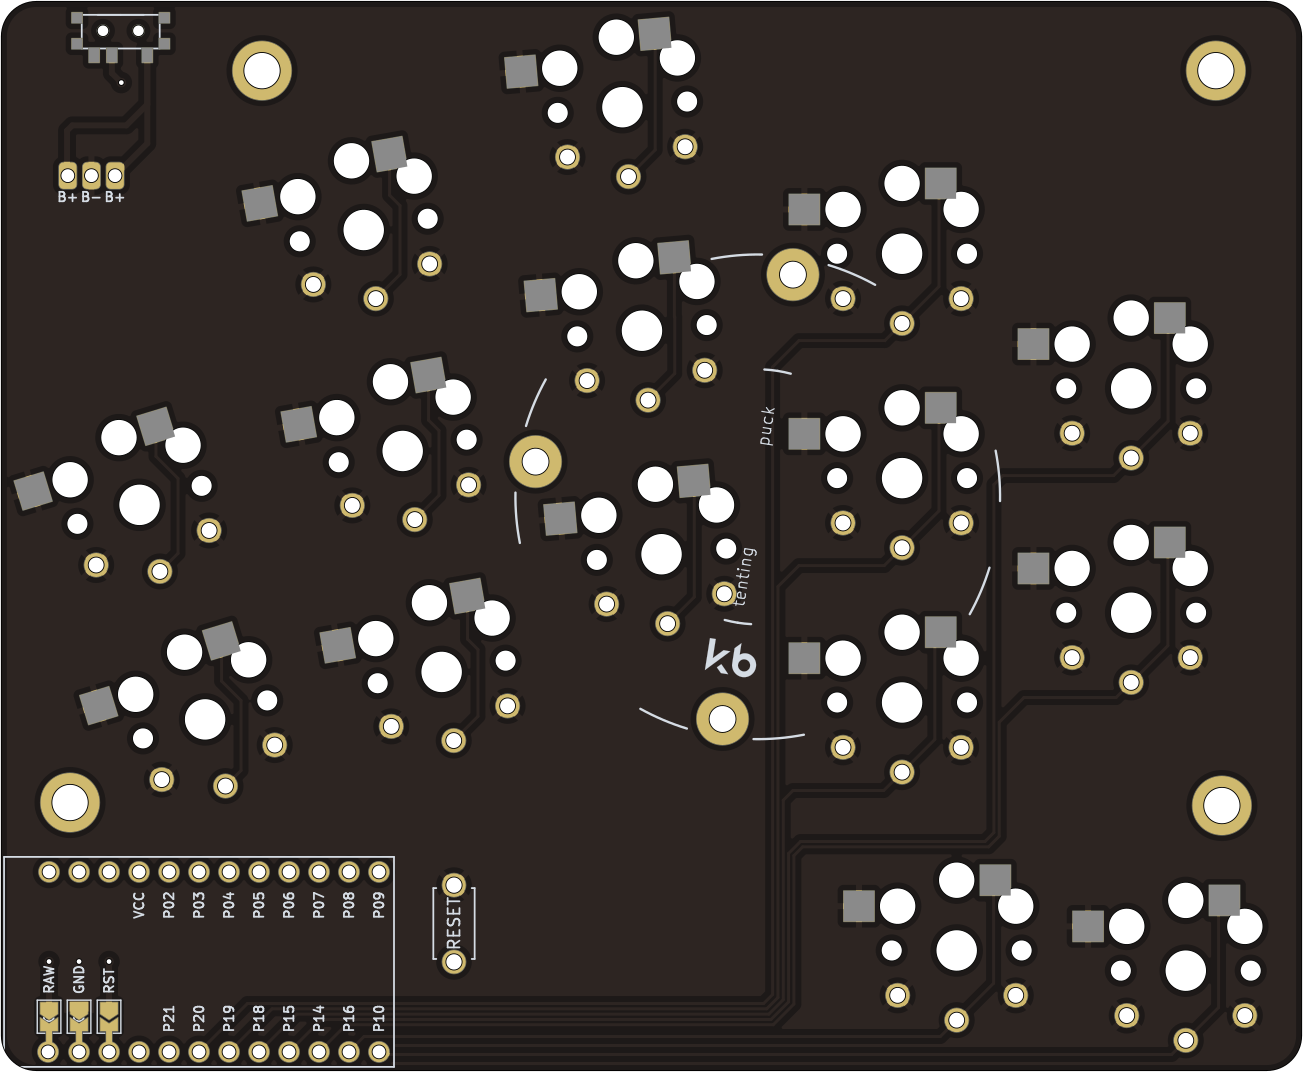 B+ B- B+
puck
tenting
k6
VCC P02 P03 P04 P05 P06 P07 P08 P09
RESET
RAW GND RST
P21 P20 P19 P18 P15 P14 P16 P10